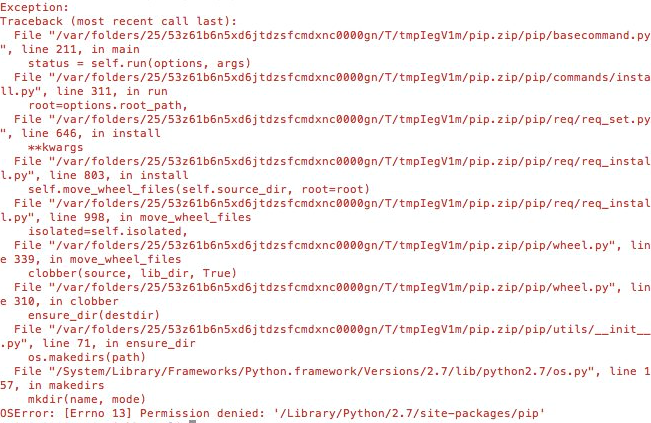 Exception:
Traceback (most recent call last):
  File "/var/folders/25/53z61b6n5xd6jtdzsfcmdxnc0000gn/T/tmpIegV1m/pip.zip/pip/basecommand.py
", line 211, in main
    status = self.run(options, args)
  File "/var/folders/25/53z61b6n5xd6jtdzsfcmdxnc0000gn/T/tmpIegV1m/pip.zip/pip/commands/insta
ll.py", line 311, in run
    root=options.root_path,
  File "/var/folders/25/53z61b6n5xd6jtdzsfcmdxnc0000gn/T/tmpIegV1m/pip.zip/pip/req/req_set.py
", line 646, in install
    **kwargs
  File "/var/folders/25/53z61b6n5xd6jtdzsfcmdxnc0000gn/T/tmpIegV1m/pip.zip/pip/req/req_instal
l.py", line 803, in install
    self.move_wheel_files(self.source_dir, root=root)
  File "/var/folders/25/53z61b6n5xd6jtdzsfcmdxnc0000gn/T/tmpIegV1m/pip.zip/pip/req/req_instal
l.py", line 998, in move_wheel_files
    isolated=self.isolated,
  File "/var/folders/25/53z61b6n5xd6jtdzsfcmdxnc0000gn/T/tmpIegV1m/pip.zip/pip/wheel.py", lin
e 339, in move_wheel_files
    clobber(source, lib_dir, True)
  File "/var/folders/25/53z61b6n5xd6jtdzsfcmdxnc0000gn/T/tmpIegV1m/pip.zip/pip/wheel.py", lin
e 310, in clobber
    ensure_dir(destdir)
  File "/var/folders/25/53z61b6n5xd6jtdzsfcmdxnc0000gn/T/tmpIegV1m/pip.zip/pip/utils/__init__
.py", line 71, in ensure_dir
    os.makedirs(path)
  File "/System/Library/Frameworks/Python.framework/Versions/2.7/lib/python2.7/os.py", line 1
57, in makedirs
    mkdir(name, mode)
OSError: [Errno 13] Permission denied: '/Library/Python/2.7/site-packages/pip'